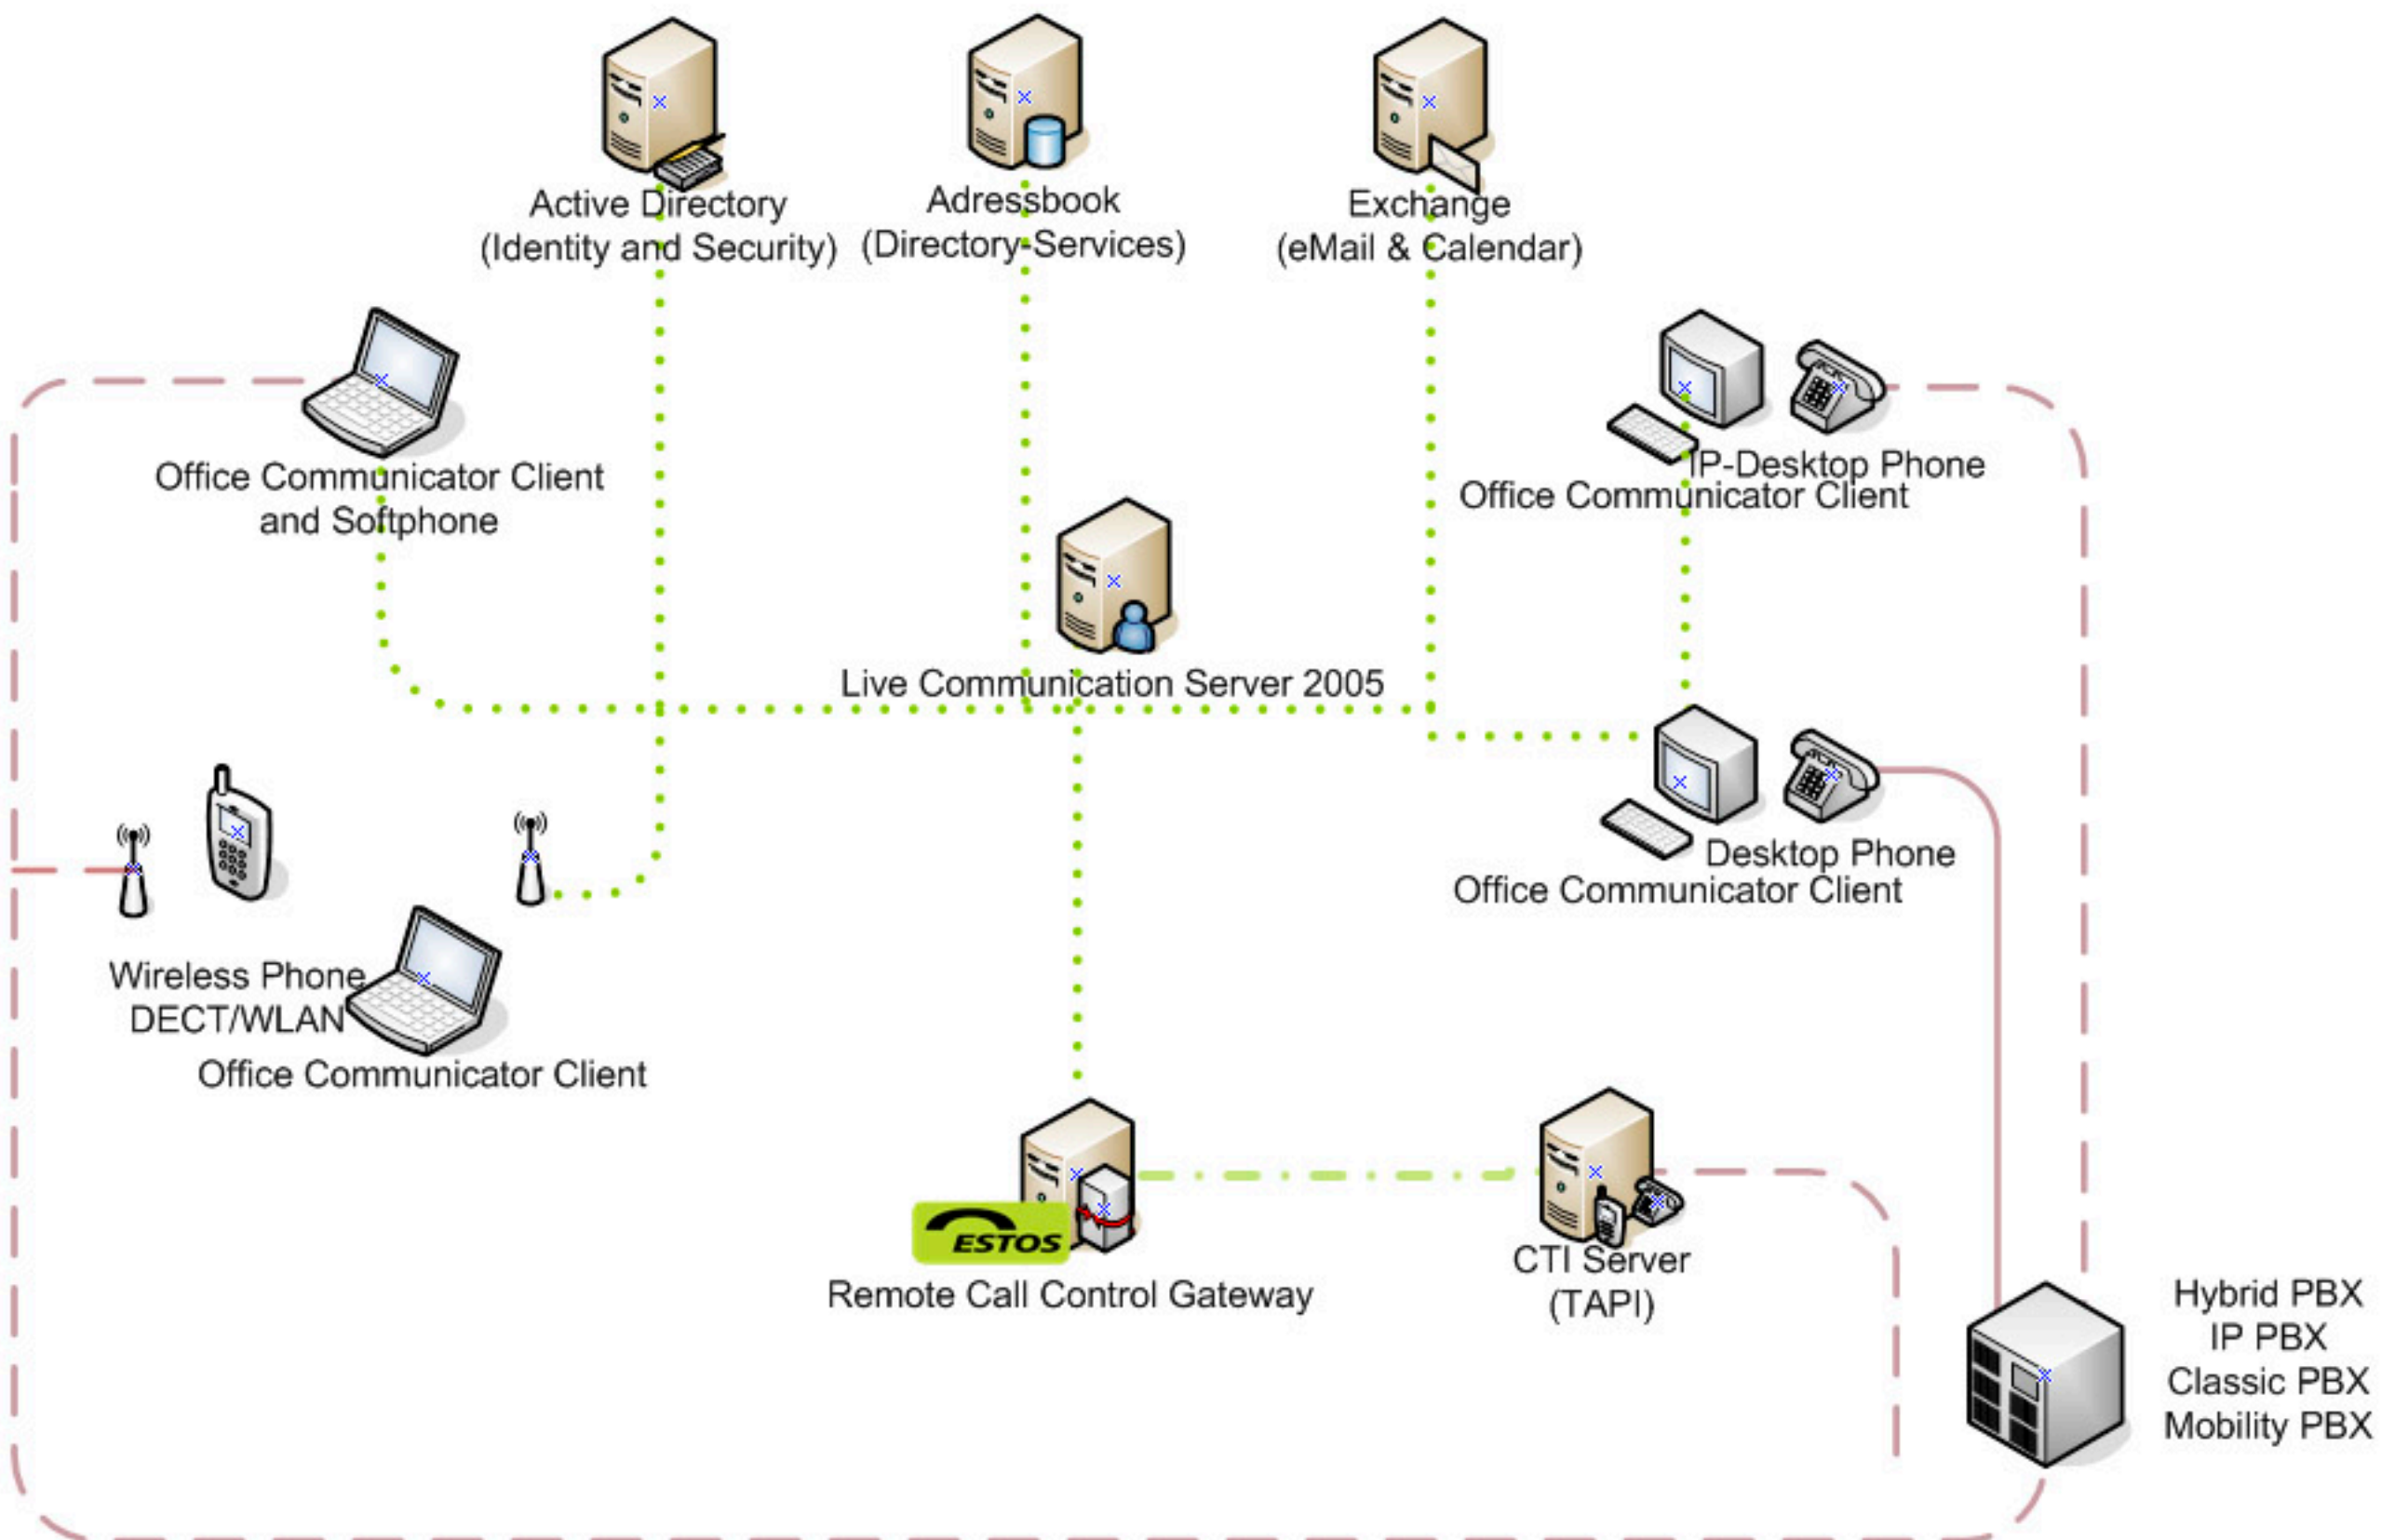 Active Directory
(Identity and Security)
Adressbook
(Directory-Services)
Exchange
(eMail & Calendar)
Office Communicator Client
and Softphone
IP-Desktop Phone
Office Communicator Client
Live Communication Server 2005
Desktop Phone
Office Communicator Client
Wireless Phone
DECT/WLAN
Office Communicator Client
ESTOS
Remote Call Control Gateway
CTI Server
(TAPI)
Hybrid PBX
IP PBX
Classic PBX
Mobility PBX